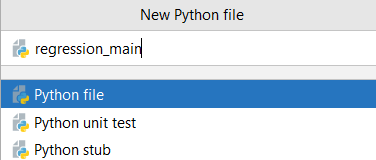 New Python file
regression_main
Python file
Python unit test
Python stub